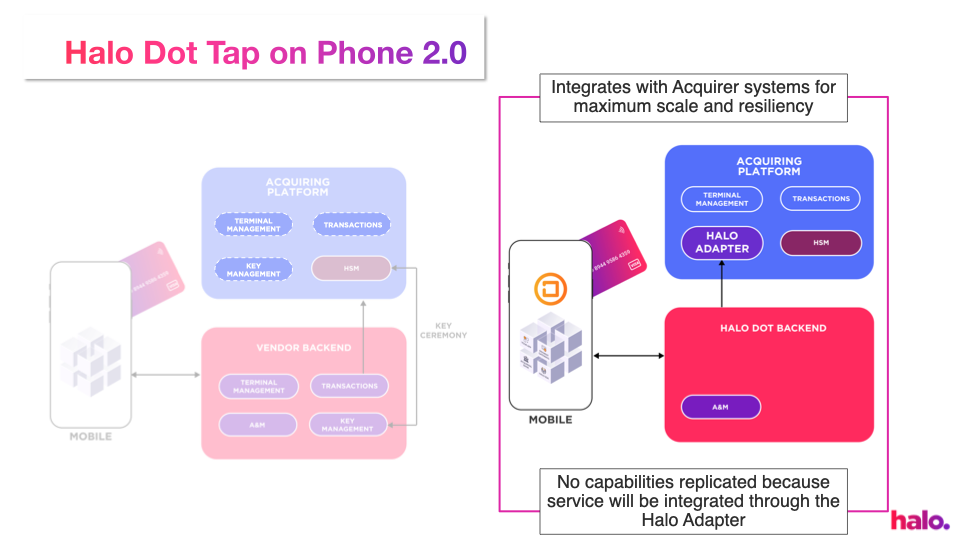 Halo Dot Tap on Phone 2.0
ACQUIRING
PLATFORM
TERMINAL
MANAGEMENT
TRANSACTIONS
KEY
MANAGEMENT
HSM
KEY
CEREMONY
VENDOR BACKEND
TERMINAL
MANAGEMENT
TRANSACTIONS
A&M
KEY
MANAGEMENT
MOBILE
Integrates with Acquirer systems for
maximum scale and resiliency
ACQUIRING
PLATFORM
TERMINAL
MANAGEMENT
TRANSACTIONS
HALO
ADAPTER
HSM
8944 9586 4359
HALO DOT BACKEND
A&M
MOBILE
No capabilities replicated because
service will be integrated through the
Halo Adapter
halo.